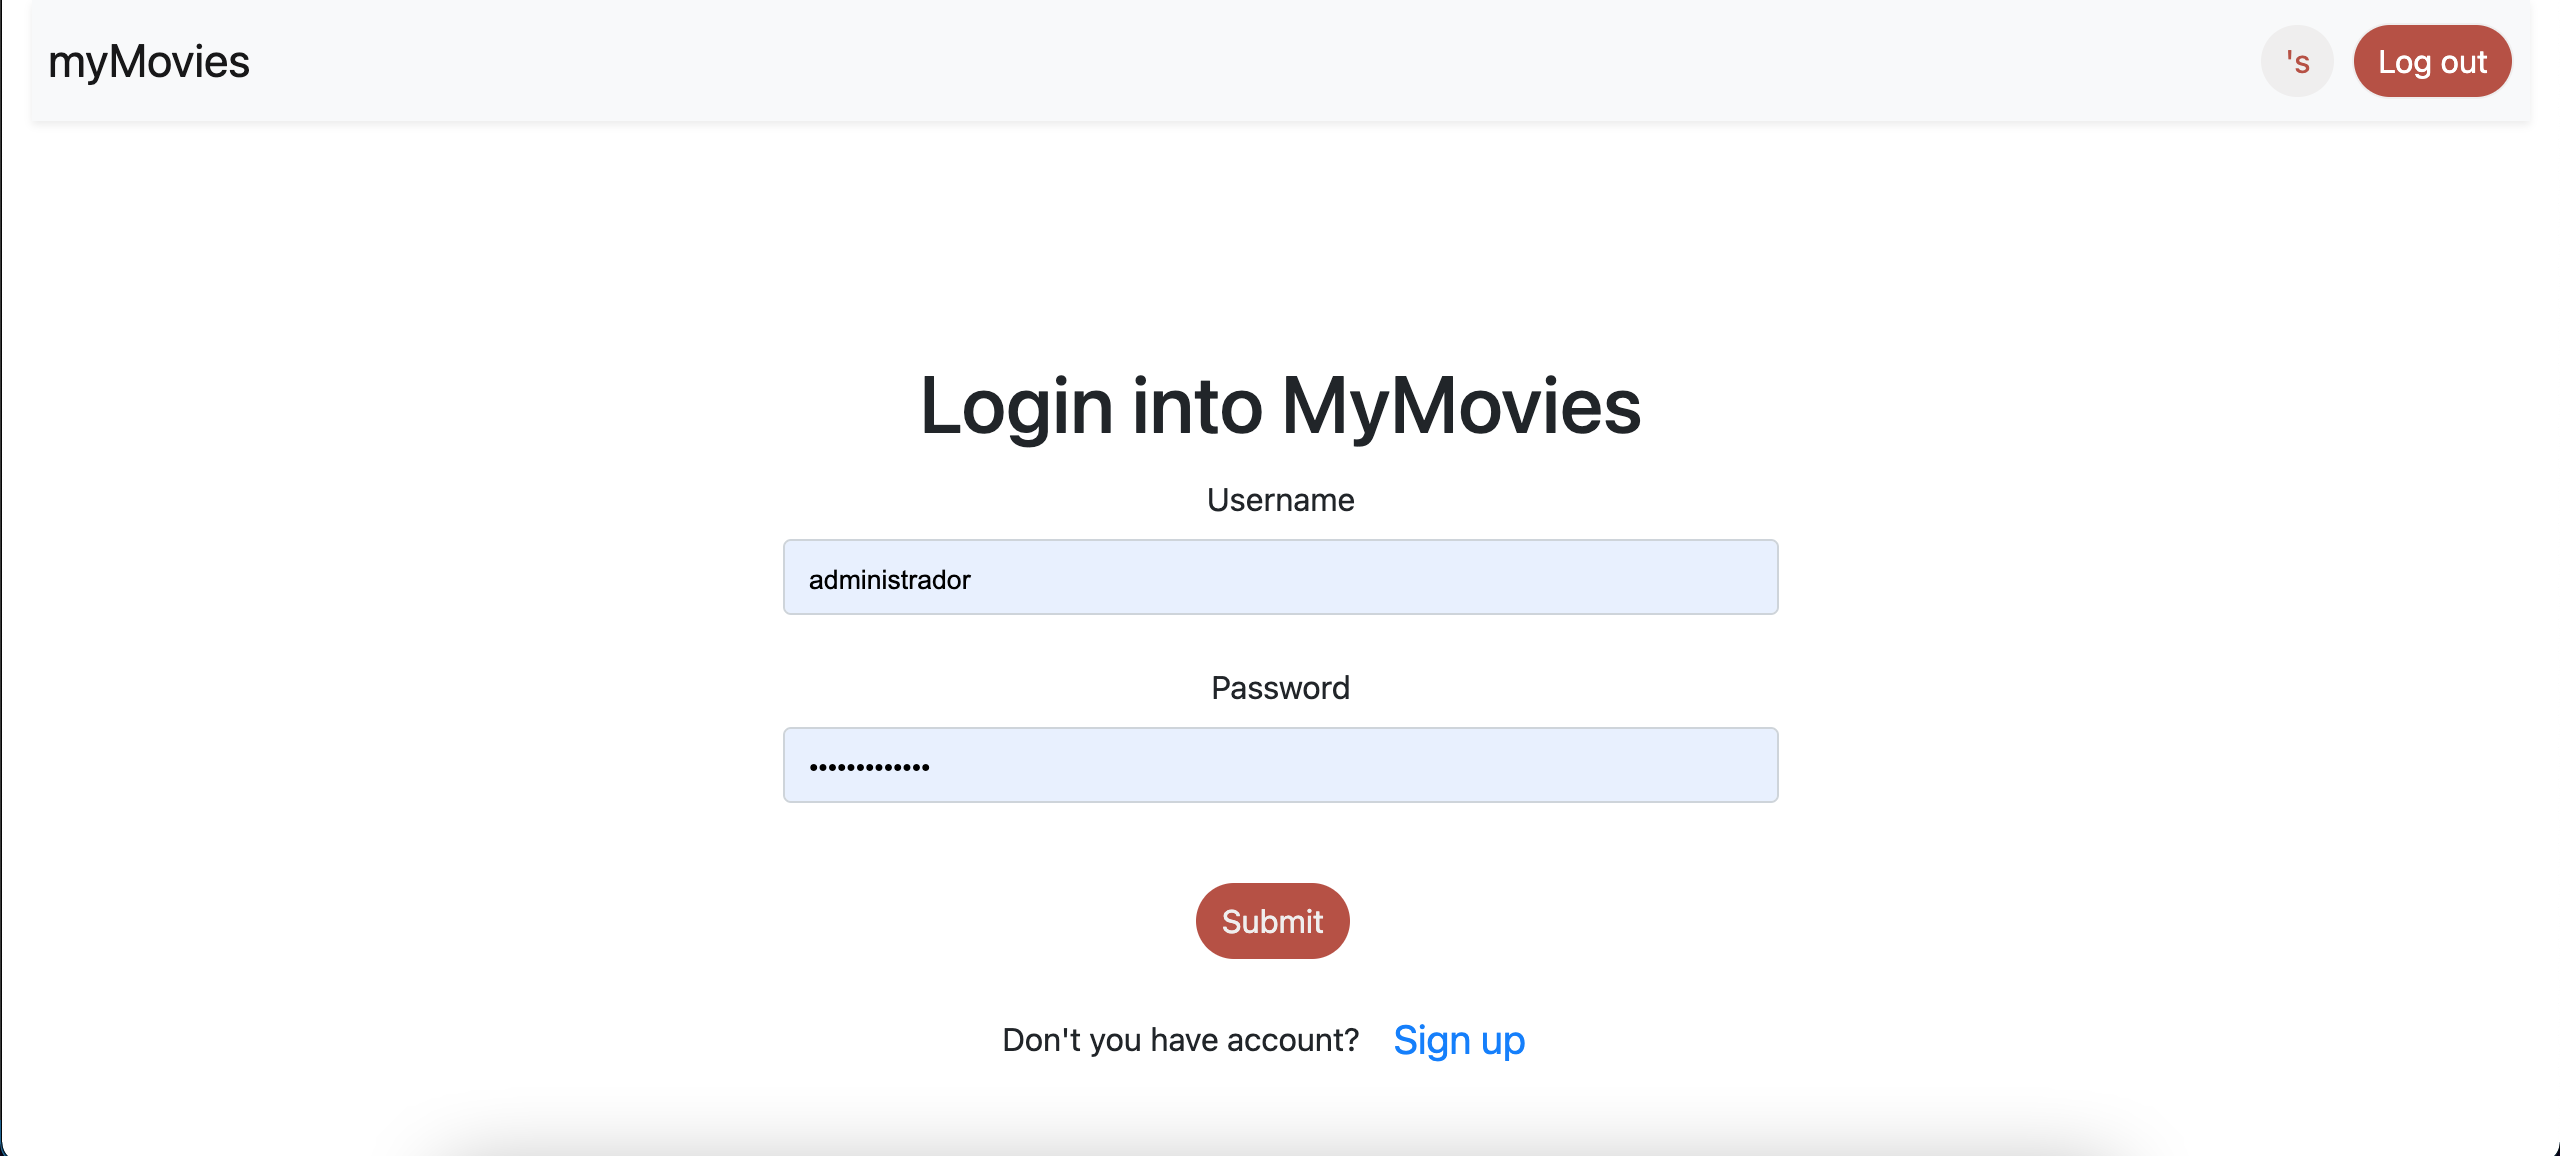 myMovies
's
Log out
Login into MyMovies
Username
administrador
Password
•••••••••••••
Submit
Don't you have account? Sign up